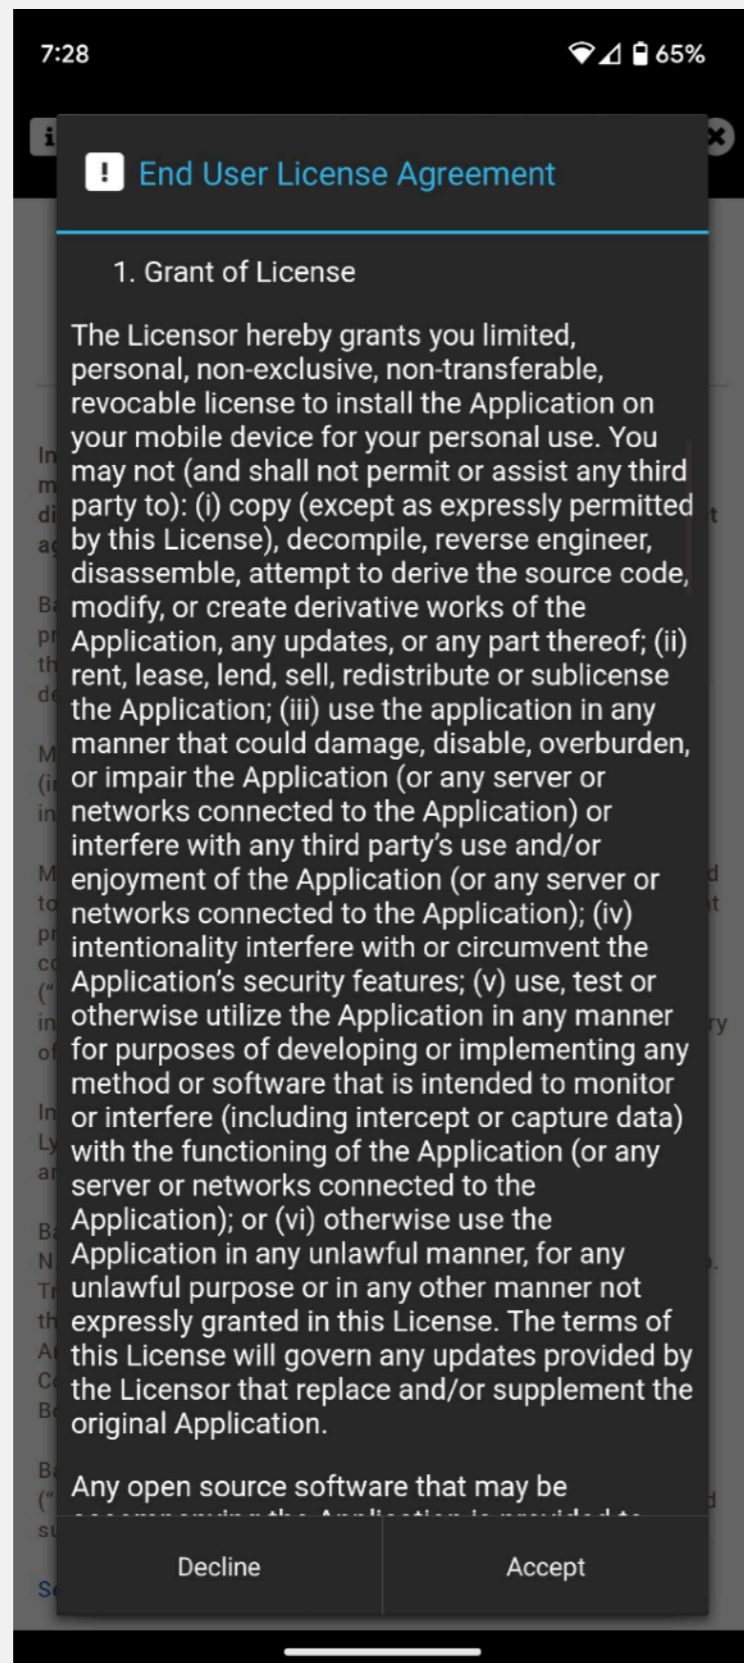 7:28
65%
End User License Agreement
1. Grant of License
The Licensor hereby grants you limited,
personal, non-exclusive, non-transferable,
revocable license to install the Application on
your mobile device for your personal use. You
may not (and shall not permit or assist any third
party to): (i) copy (except as expressly permitted
by this License), decompile, reverse engineer,
disassemble, attempt to derive the source code,
modify, or create derivative works of the
Application, any updates, or any part thereof; (ii)
rent, lease, lend, sell, redistribute or sublicense
the Application; (iii) use the application in any
manner that could damage, disable, overburden,
or impair the Application (or any server or
networks connected to the Application) or
interfere with any third party’s use and/or
enjoyment of the Application (or any server or
networks connected to the Application); (iv)
intentionality interfere with or circumvent the
Application’s security features; (v) use, test or
otherwise utilize the Application in any manner
for purposes of developing or implementing any
method or software that is intended to monitor
or interfere (including intercept or capture data)
with the functioning of the Application (or any
server or networks connected to the
Application); or (vi) otherwise use the
Application in any unlawful manner, for any
unlawful purpose or in any other manner not
expressly granted in this License. The terms of
this License will govern any updates provided by
the Licensor that replace and/or supplement the
original Application.
Any open source software that may be
Decline
Accept